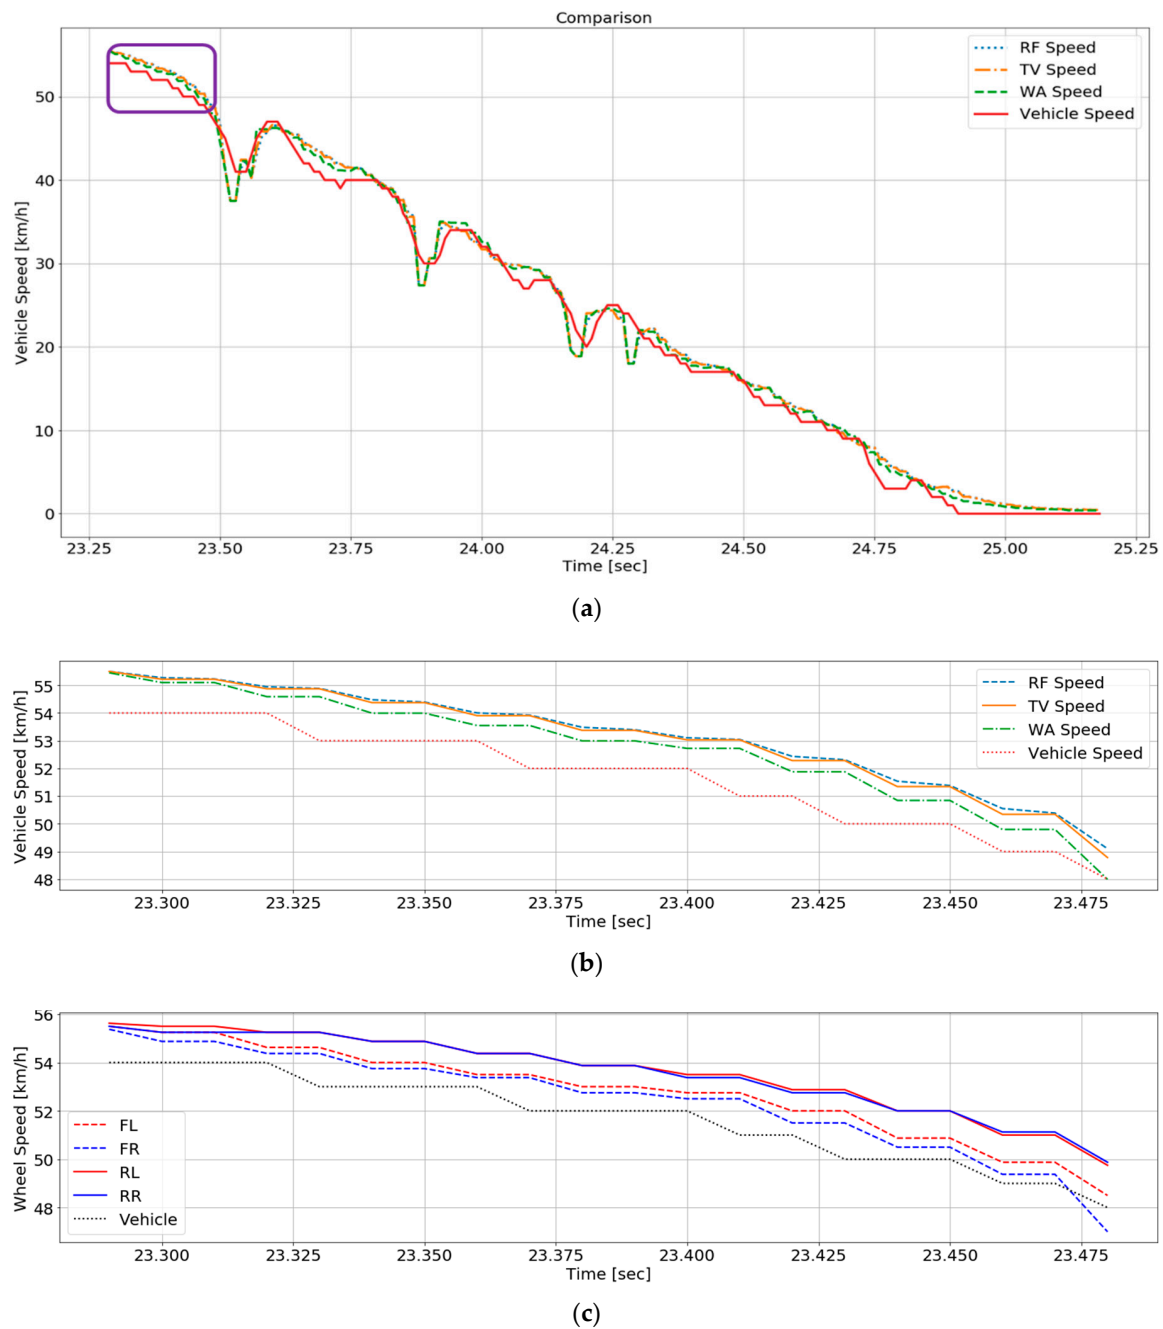 Comparison
RF Speed
TV Speed
WA Speed
Vehicle Speed
Vehicle Speed [km/h]
50
40
30
20
10
0
23.25 23.50 23.75 24.00 24.25 24.50 24.75 25.00 25.25
Time [sec]
(a)
RF Speed
TV Speed
WA Speed
Vehicle Speed
Vehicle Speed [km/h]
55
54
53
52
51
50
49
48
23.300 23.325 23.350 23.375 23.400 23.425 23.450 23.475
Time [sec]
(b)
Wheel Speed [km/h]
56
54
52
50
48
FL
FR
RL
RR
Vehicle
23.300 23.325 23.350 23.375 23.400 23.425 23.450 23.475
Time [sec]
(c)